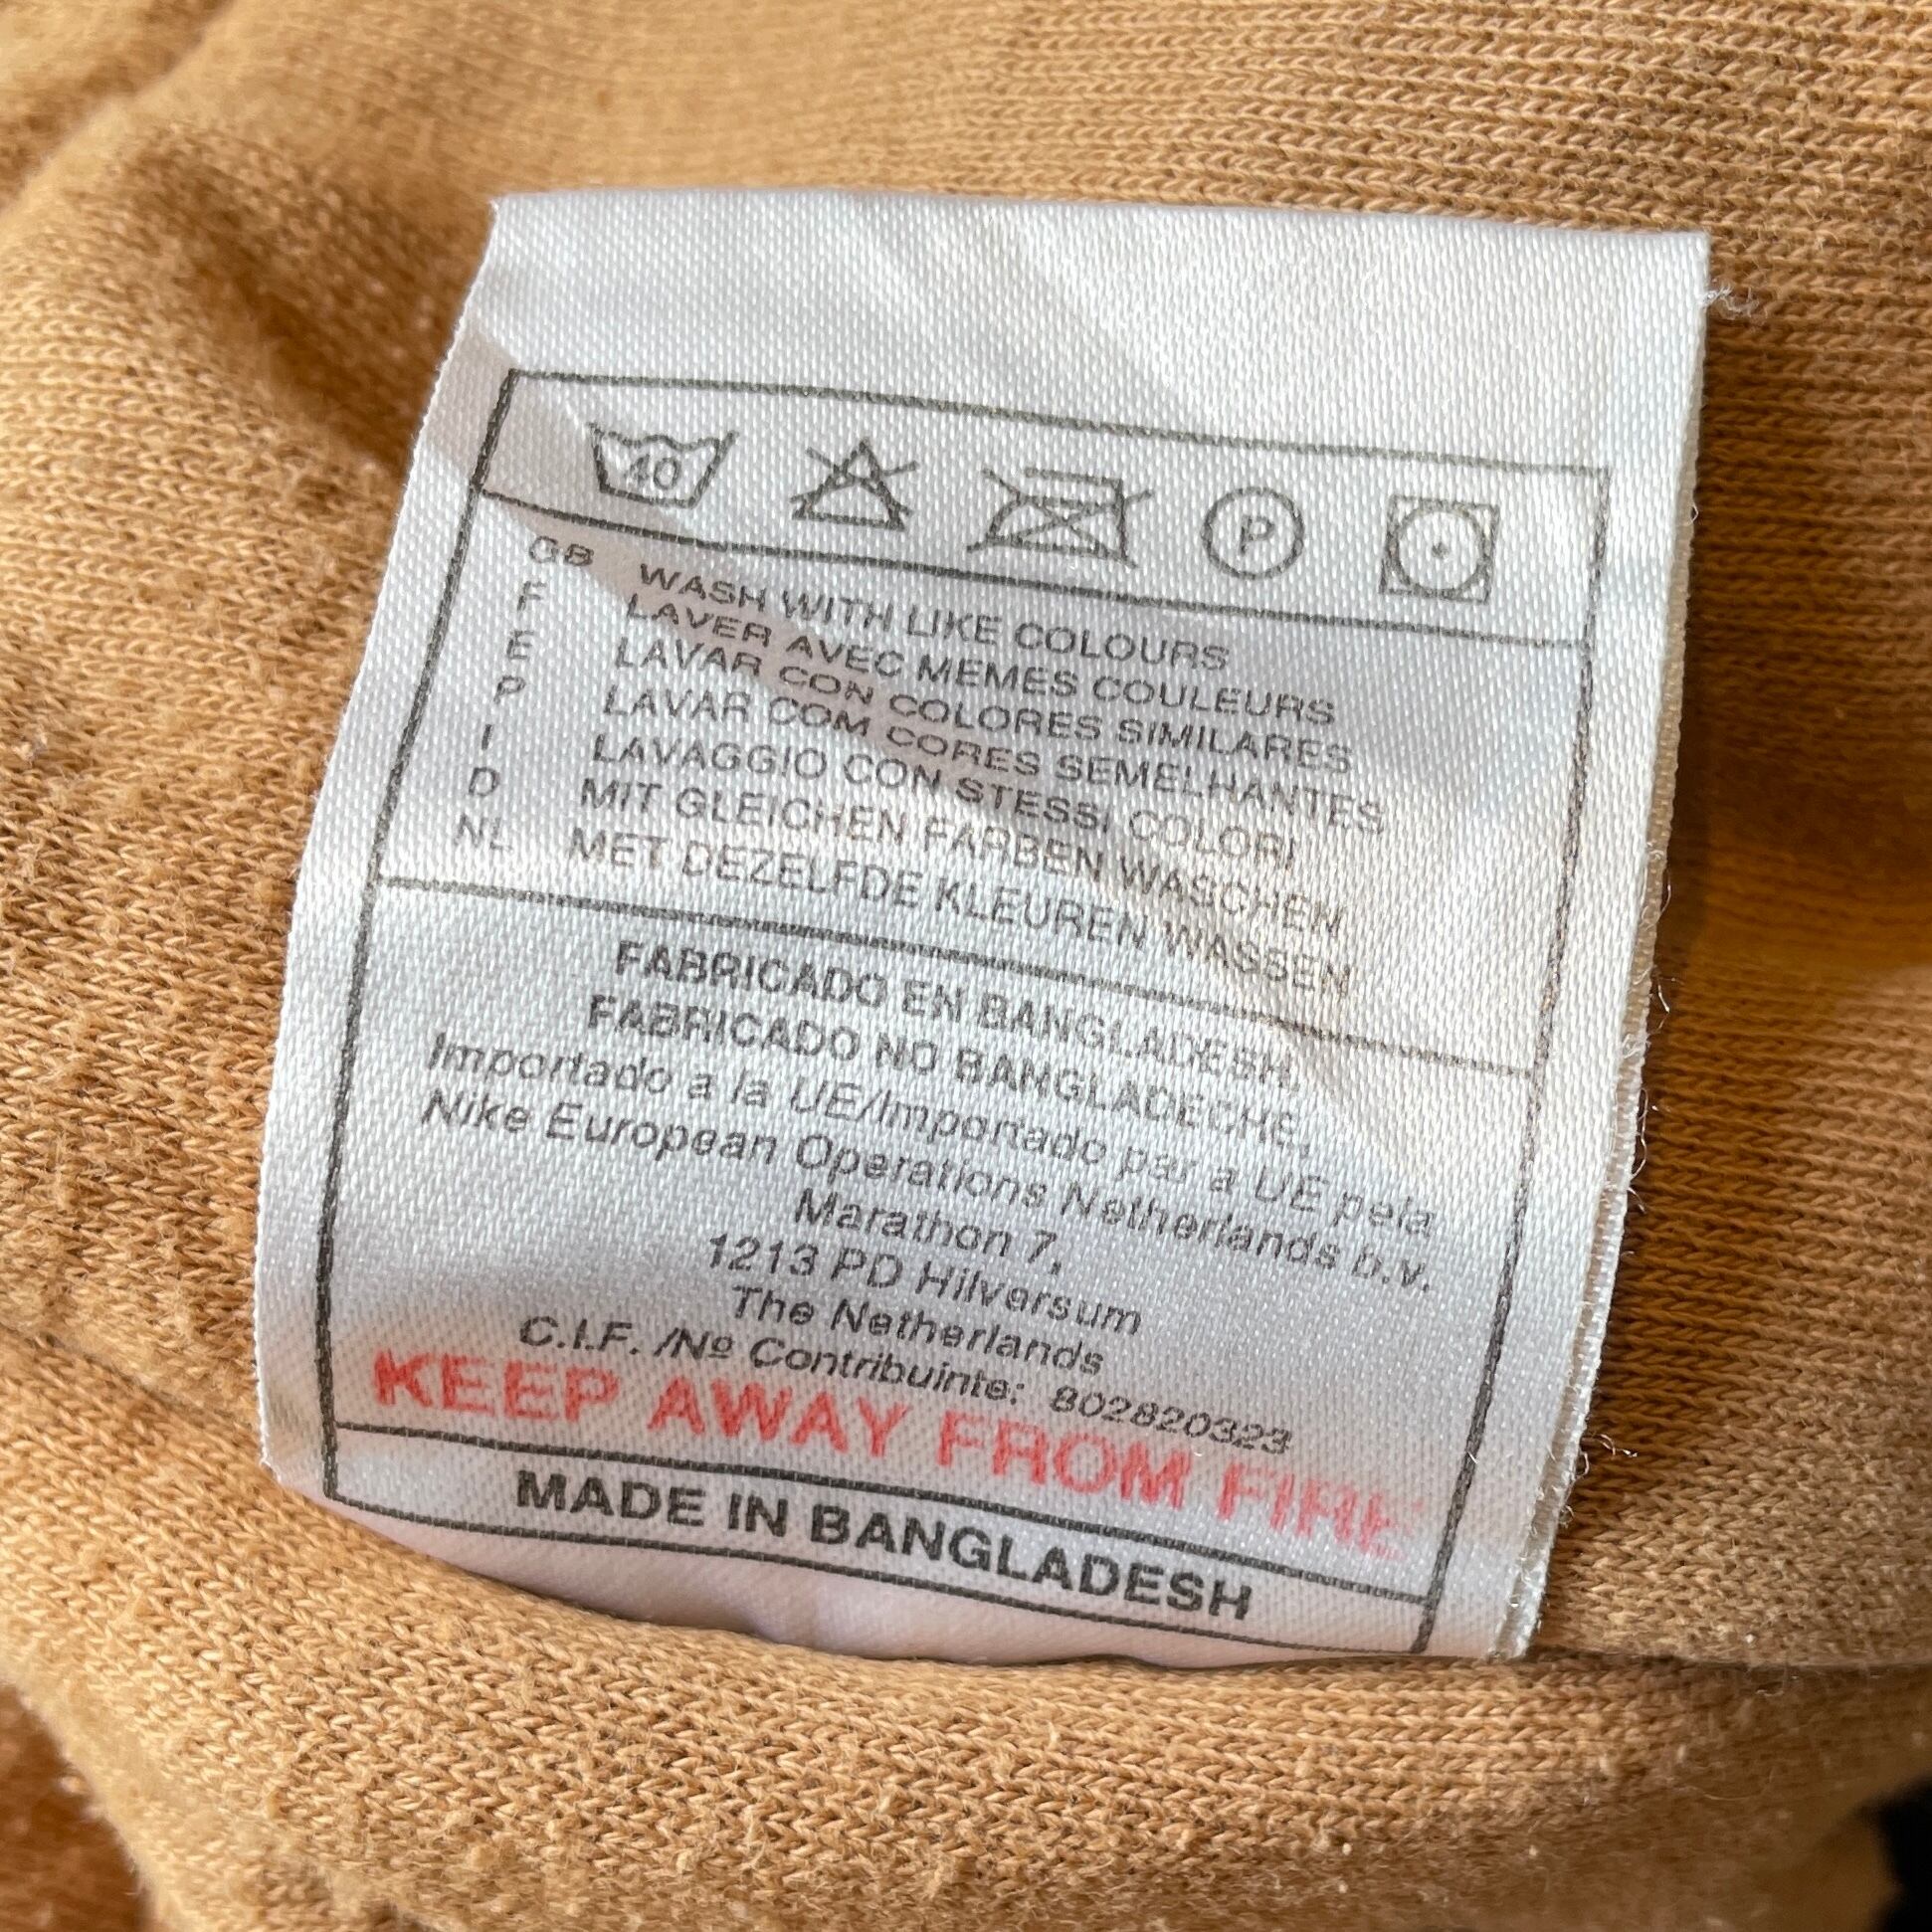 40
P
GB WASH WITH LIKE COLOURS
F LAVER AVEC MEMES COULEURS
E LAVAR CON COLORES SIMILARES
P LAVAR COM CORES SEMELHANTES
I LAVAGGIO CON STESSI COLORI
D MIT GLEICHEN FARBEN WASCHEN
NL MET DEZELFDE KLEUREN WASSEN
FABRICADO EN BANGLADESH,
FABRICADO NO BANGLADECHE,
Importado a la UE/Importado par a UE pela
Nike European Operations Netherlands b.v.
Marathon 7,
1213 PD Hilversum
The Netherlands
C.I.F. /Nº Contribuinte: 802820323
KEEP AWAY FROM FIRE
MADE IN BANGLADESH